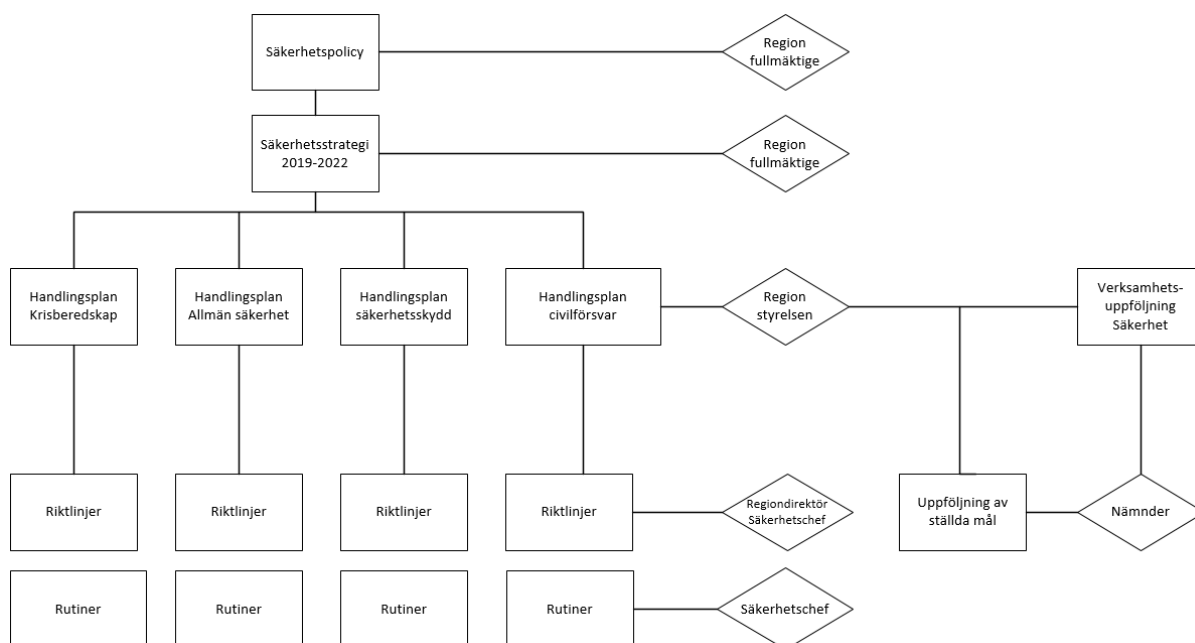 Säkerhetspolicy
Region
fullmäktige
Säkerhetsstrategi
2019-2022
Region
fullmäktige
Handlingsplan
Krisberedskap
Handlingsplan
Allmän säkerhet
Handlingsplan
säkerhetsskydd
Handlingsplan
civilförsvar
Region
styrelsen
Verksamhets-
uppföljning
Säkerhet
Riktlinjer
Riktlinjer
Riktlinjer
Riktlinjer
Regiondirektör
Säkerhetschef
Uppföljning av
ställda mål
Nämnder
Rutiner
Rutiner
Rutiner
Rutiner
Säkerhetschef